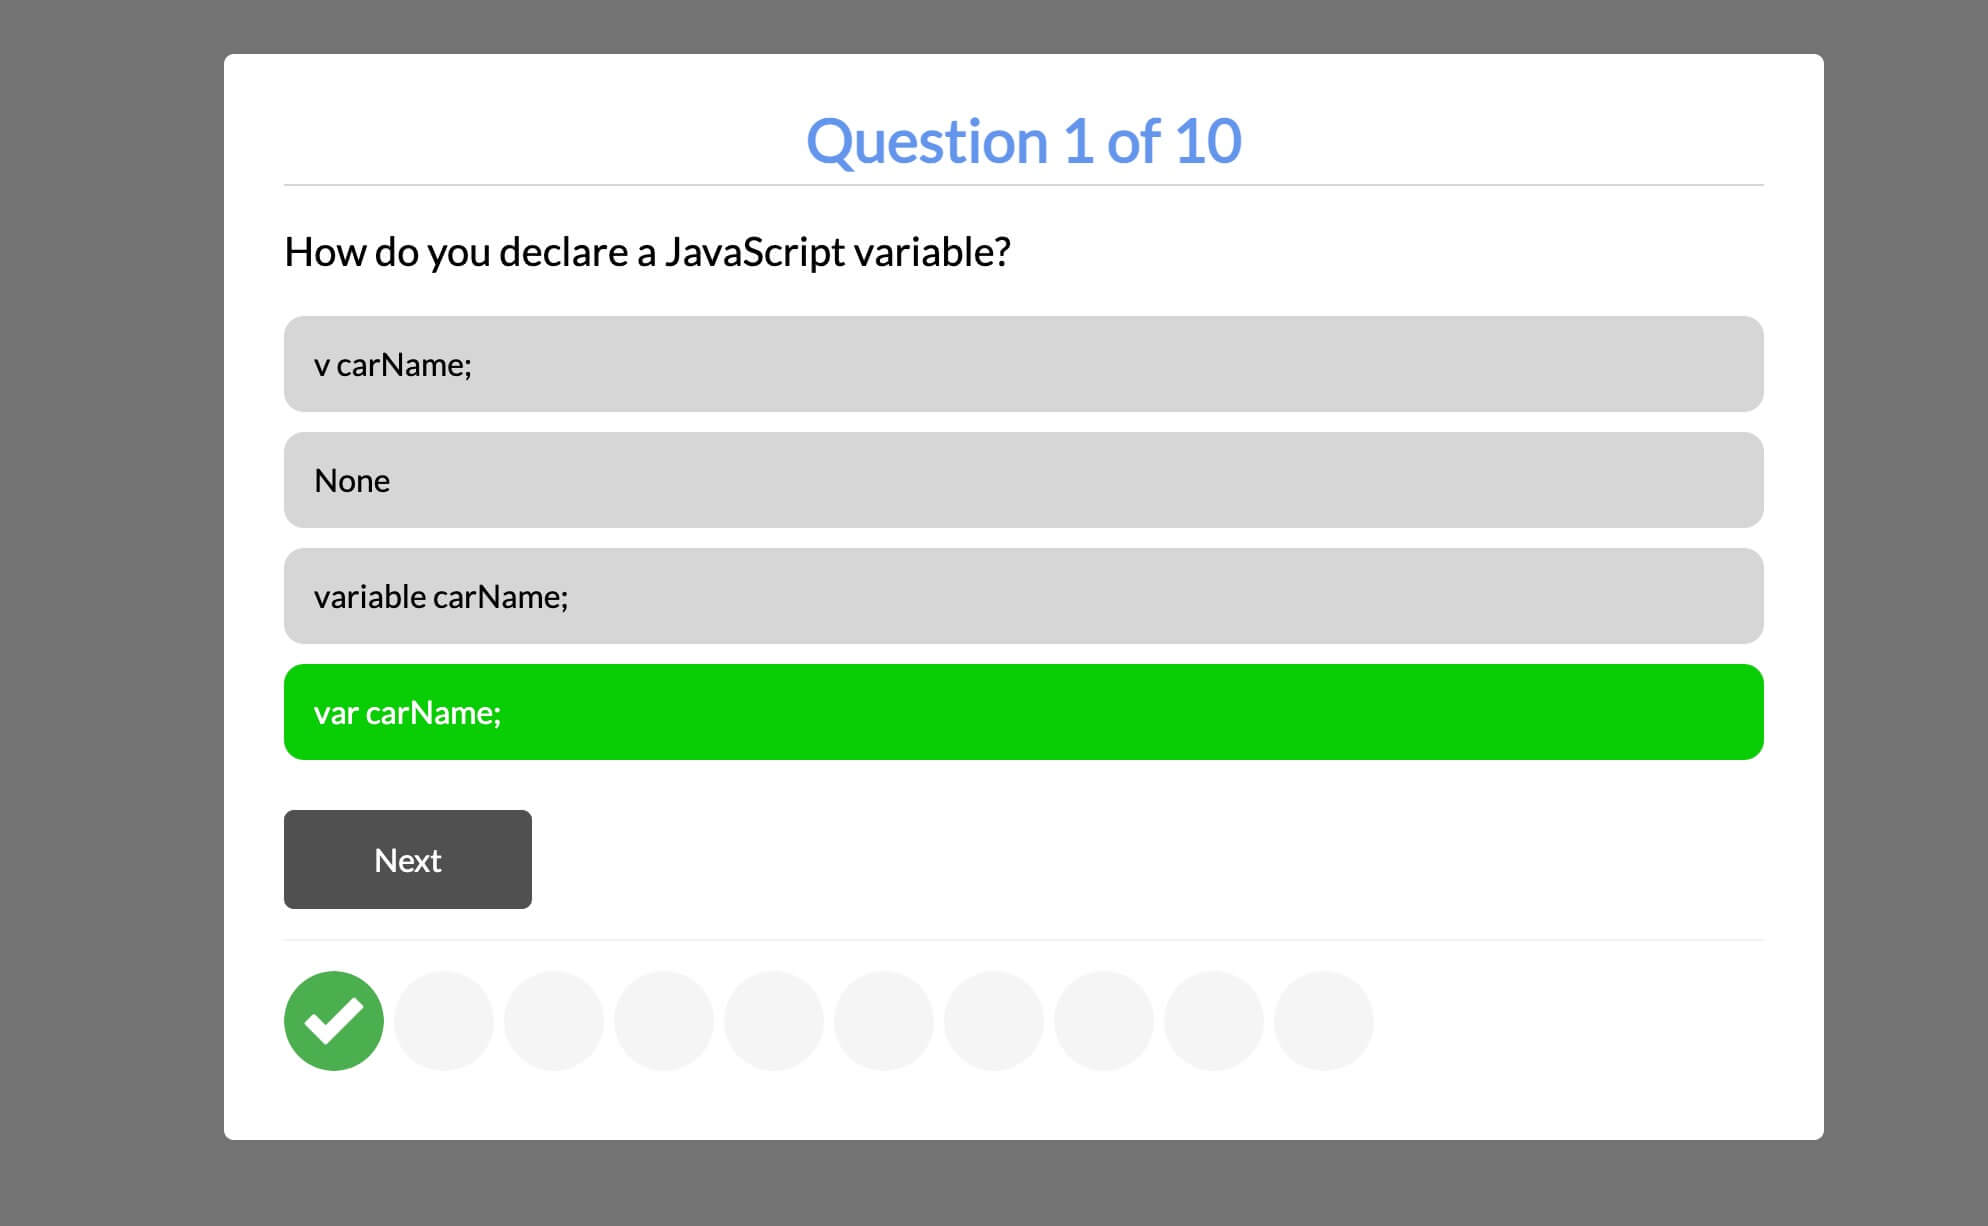 Question 1 of 10
How do you declare a JavaScript variable?
v carName;
None
variable carName;
var carName;
Next